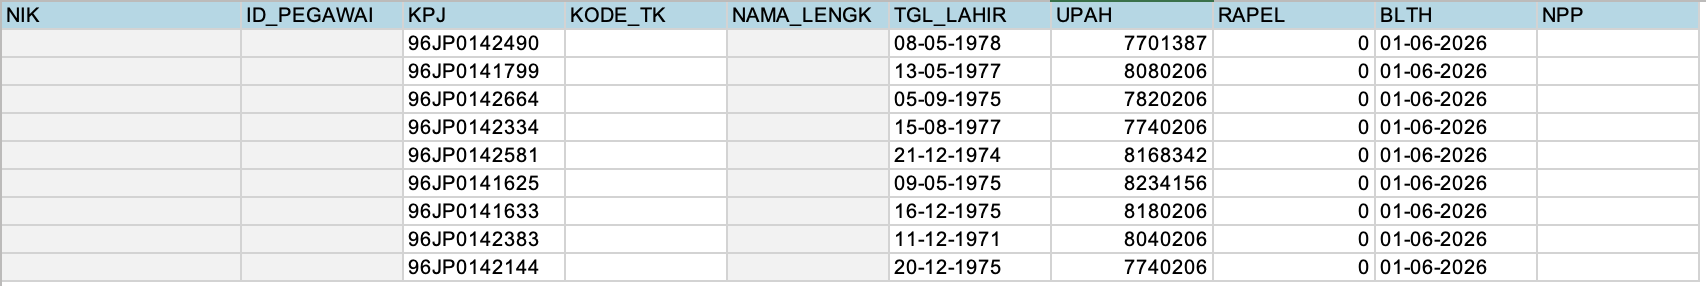 NIK ID_PEGAWAI KPJ KODE_TK NAMA_LENGK TGL_LAHIR UPAH RAPEL BLTH NPP
96JP0142490 08-05-1978 7701387 0 01-06-2026
96JP0141799 13-05-1977 8080206 0 01-06-2026
96JP0142664 05-09-1975 7820206 0 01-06-2026
96JP0142334 15-08-1977 7740206 0 01-06-2026
96JP0142581 21-12-1974 8168342 0 01-06-2026
96JP0141625 09-05-1975 8234156 0 01-06-2026
96JP0141633 16-12-1975 8180206 0 01-06-2026
96JP0142383 11-12-1971 8040206 0 01-06-2026
96JP0142144 20-12-1975 7740206 0 01-06-2026